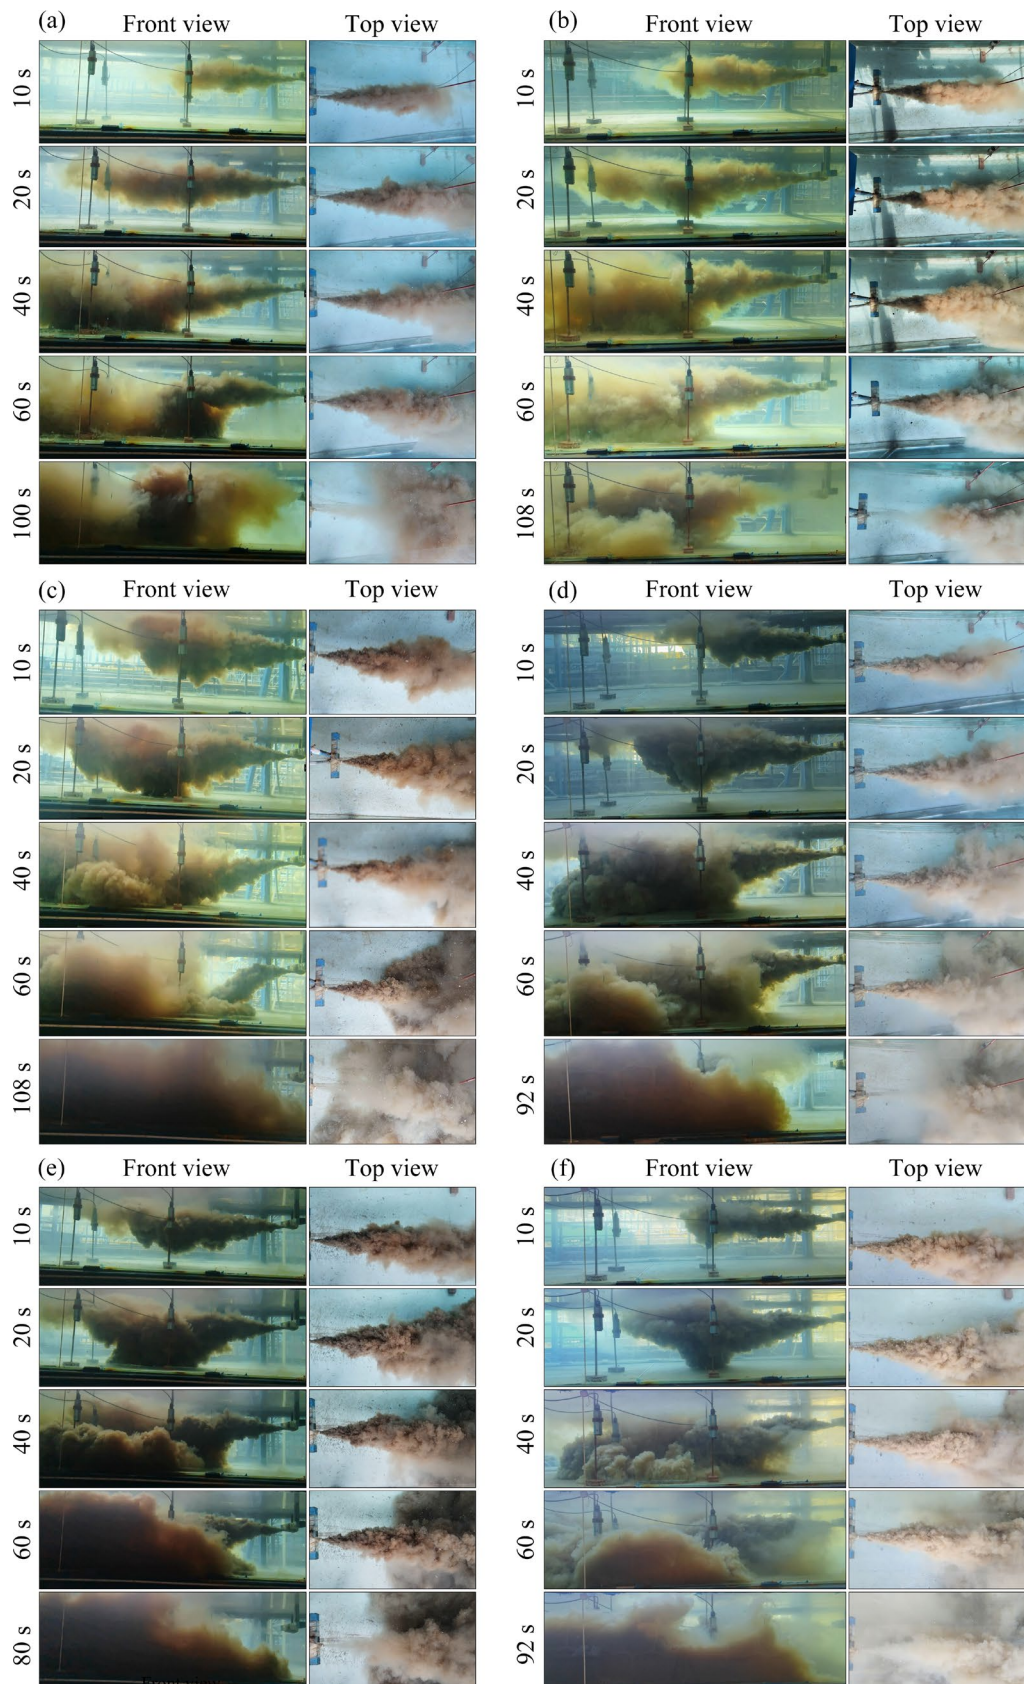 (a) Front view Top view
10 s
20 s
40 s
60 s
100 s
(b) Front view Top view
10 s
20 s
40 s
60 s
108 s
(c) Front view Top view
10 s
20 s
40 s
60 s
108 s
(d) Front view Top view
10 s
20 s
40 s
60 s
92 s
(e) Front view Top view
10 s
20 s
40 s
60 s
80 s
(f) Front view Top view
10 s
20 s
40 s
60 s
92 s